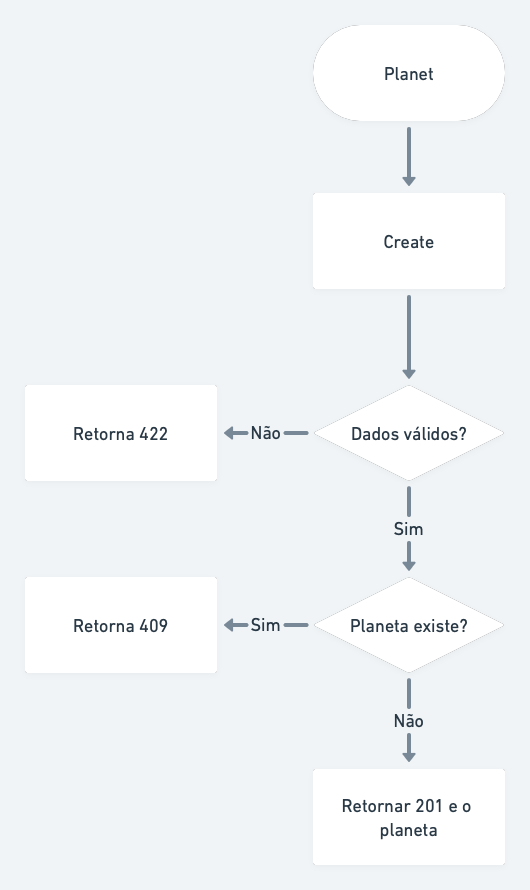 Planet
Create
Dados válidos?
Não
Retorna 422
Sim
Planeta existe?
Sim
Retorna 409
Não
Retornar 201 e o
planeta